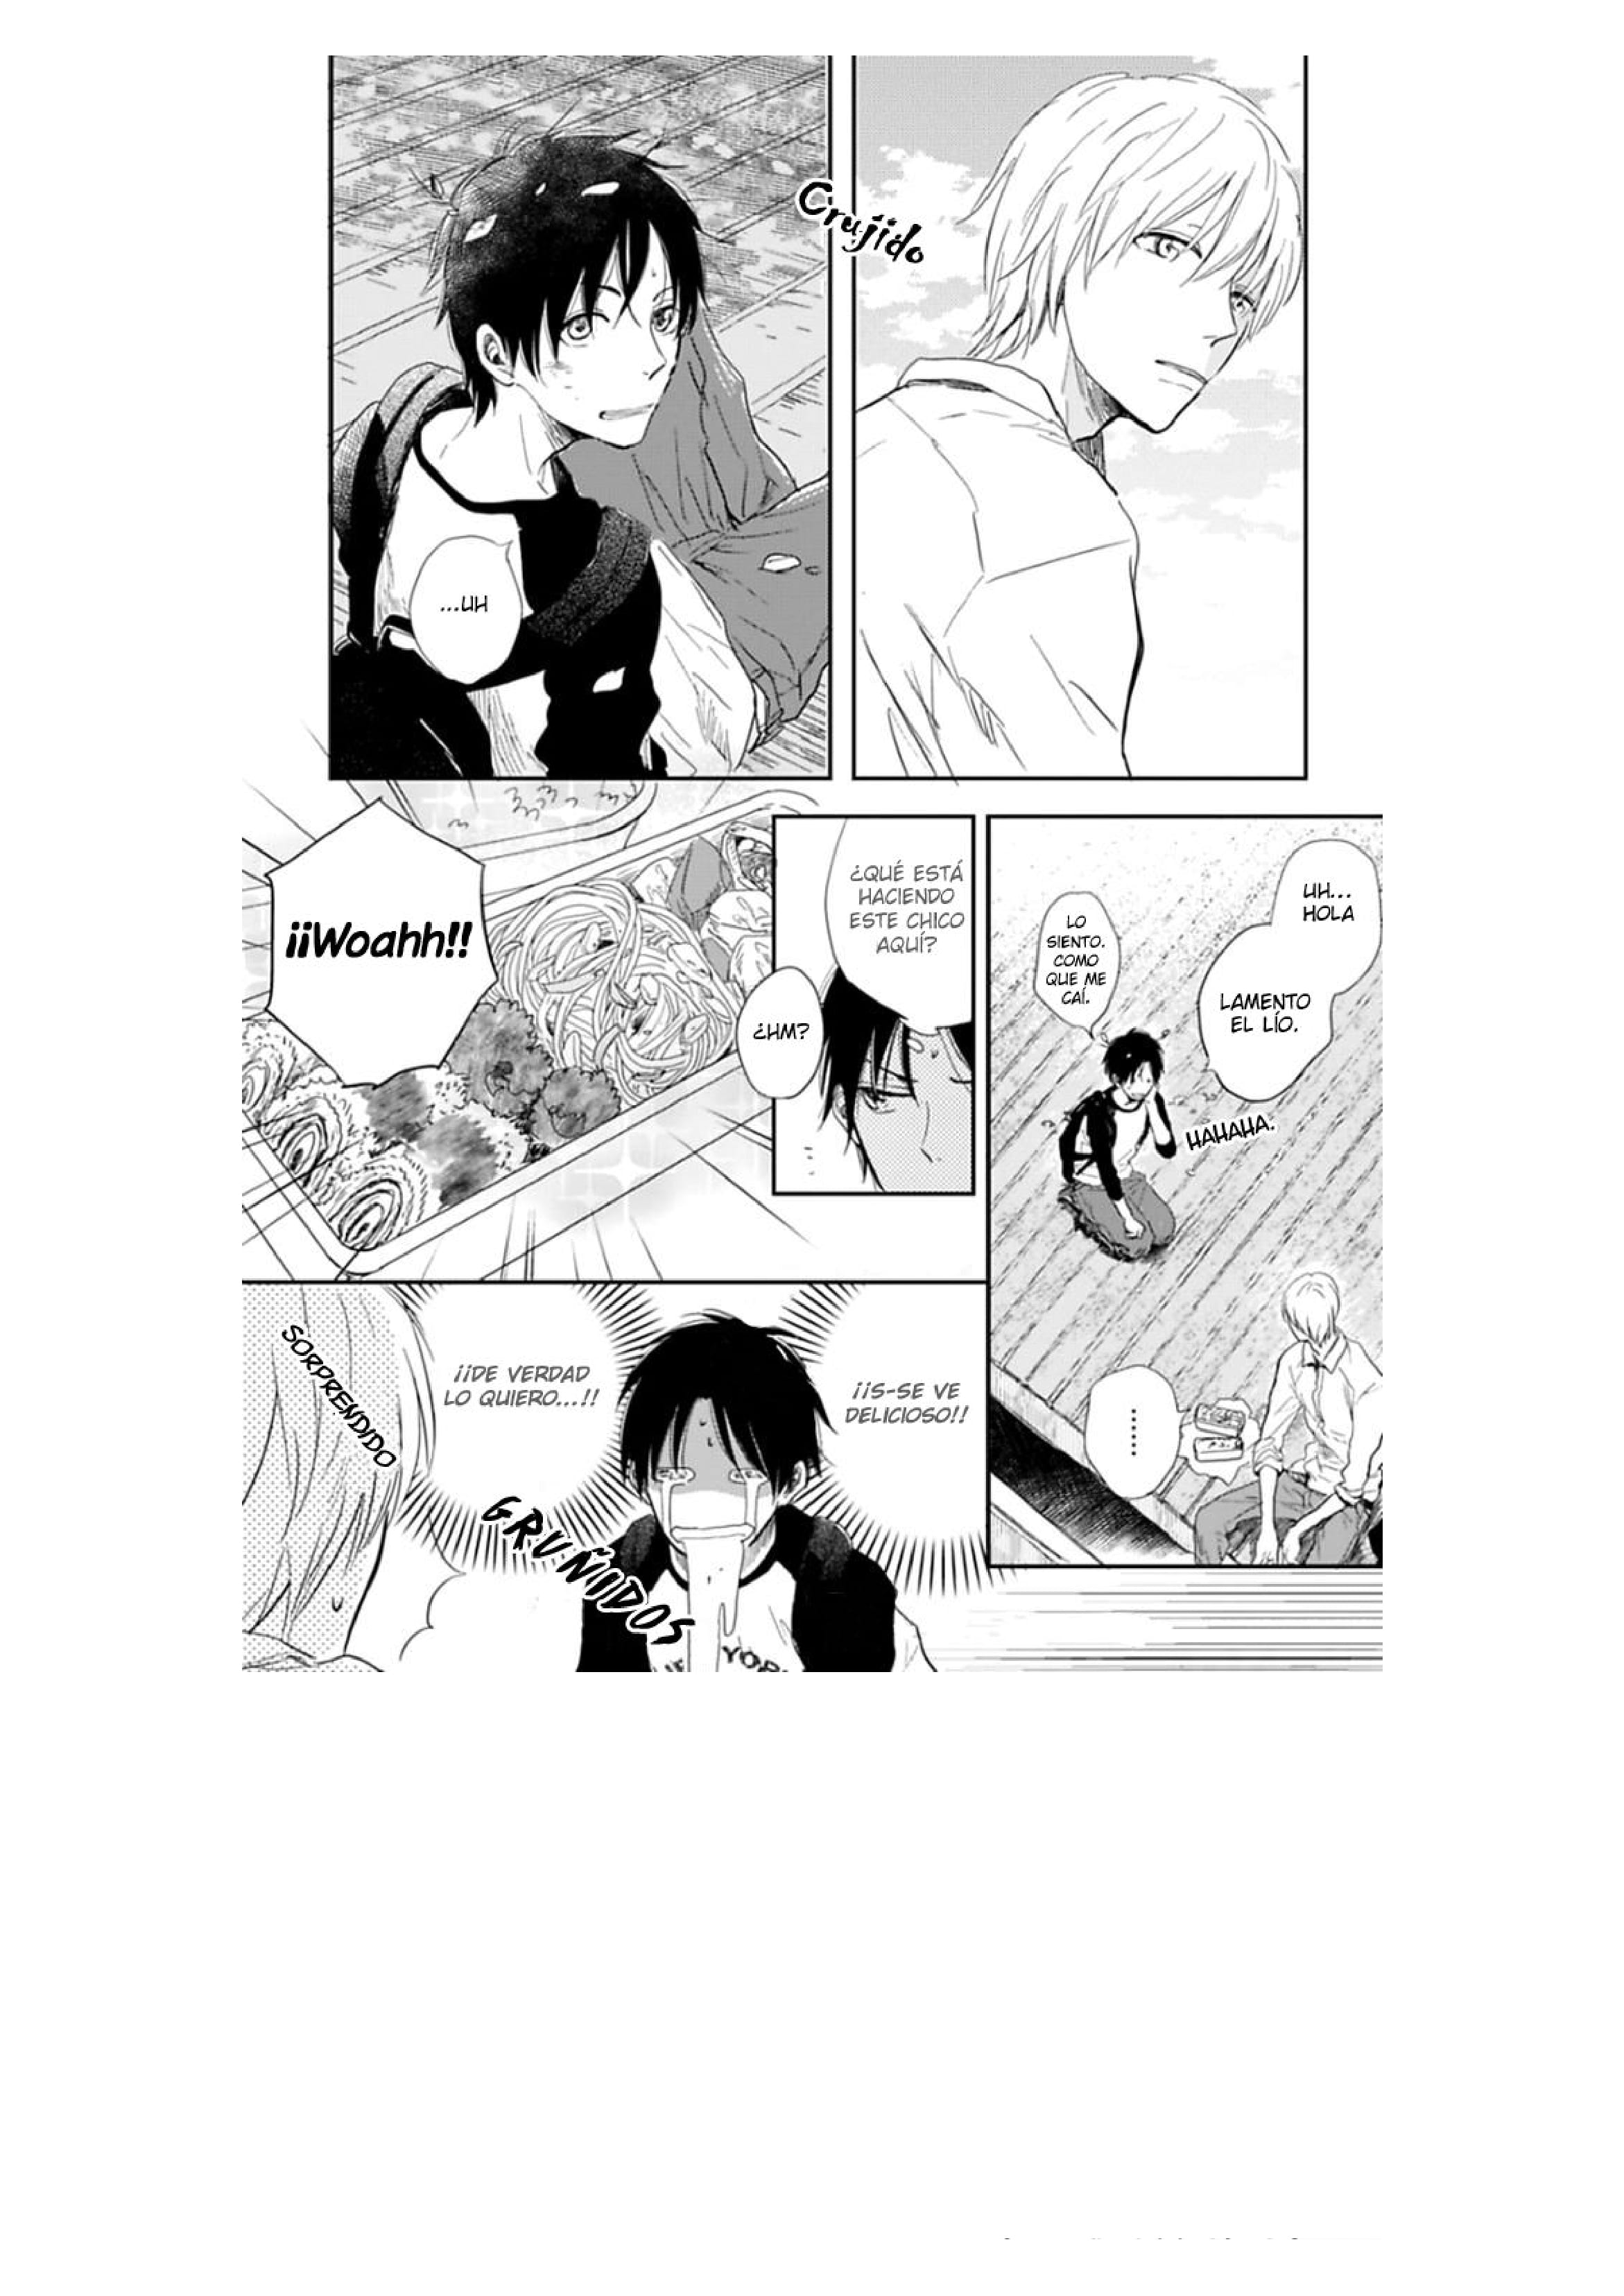 Crujido
...UH
UH...
HOLA
LAMENTO
EL LÍO.
LO
SIENTO.
COMO
QUE ME
CAÍ.
HAHAHA.
......
¿QUÉ ESTÁ
HACIENDO
ESTE CHICO
AQUÍ?
¿HM?
¡¡Woahh!!
¡¡S-SE VE
DELICIOSO!!
¡¡DE VERDAD
LO QUIERO...!!
GRUÑIIDOS
SORPRENDIDO